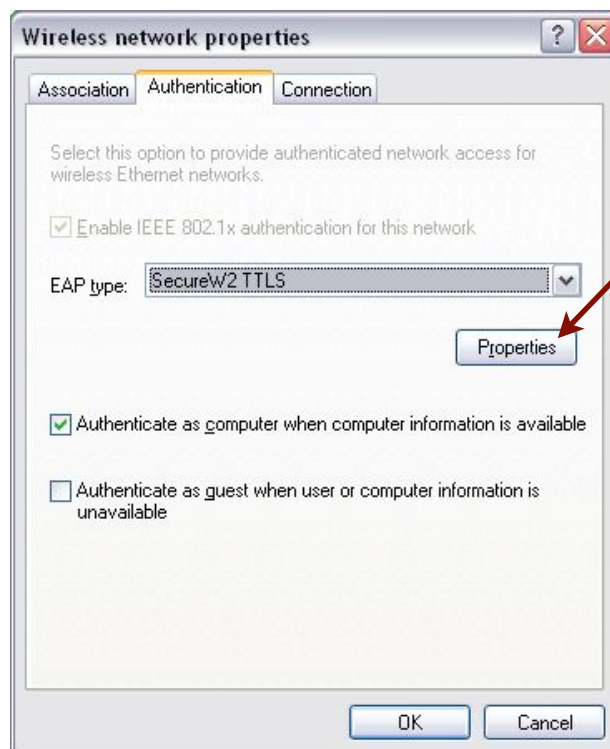 Wireless network properties
Association Authentication Connection
Select this option to provide authenticated network access for
wireless Ethernet networks.
Enable IEEE 802.1x authentication for this network
EAP type: SecureW2 TTLS
Properties
Authenticate as computer when computer information is available
Authenticate as guest when user or computer information is
unavailable
OK Cancel